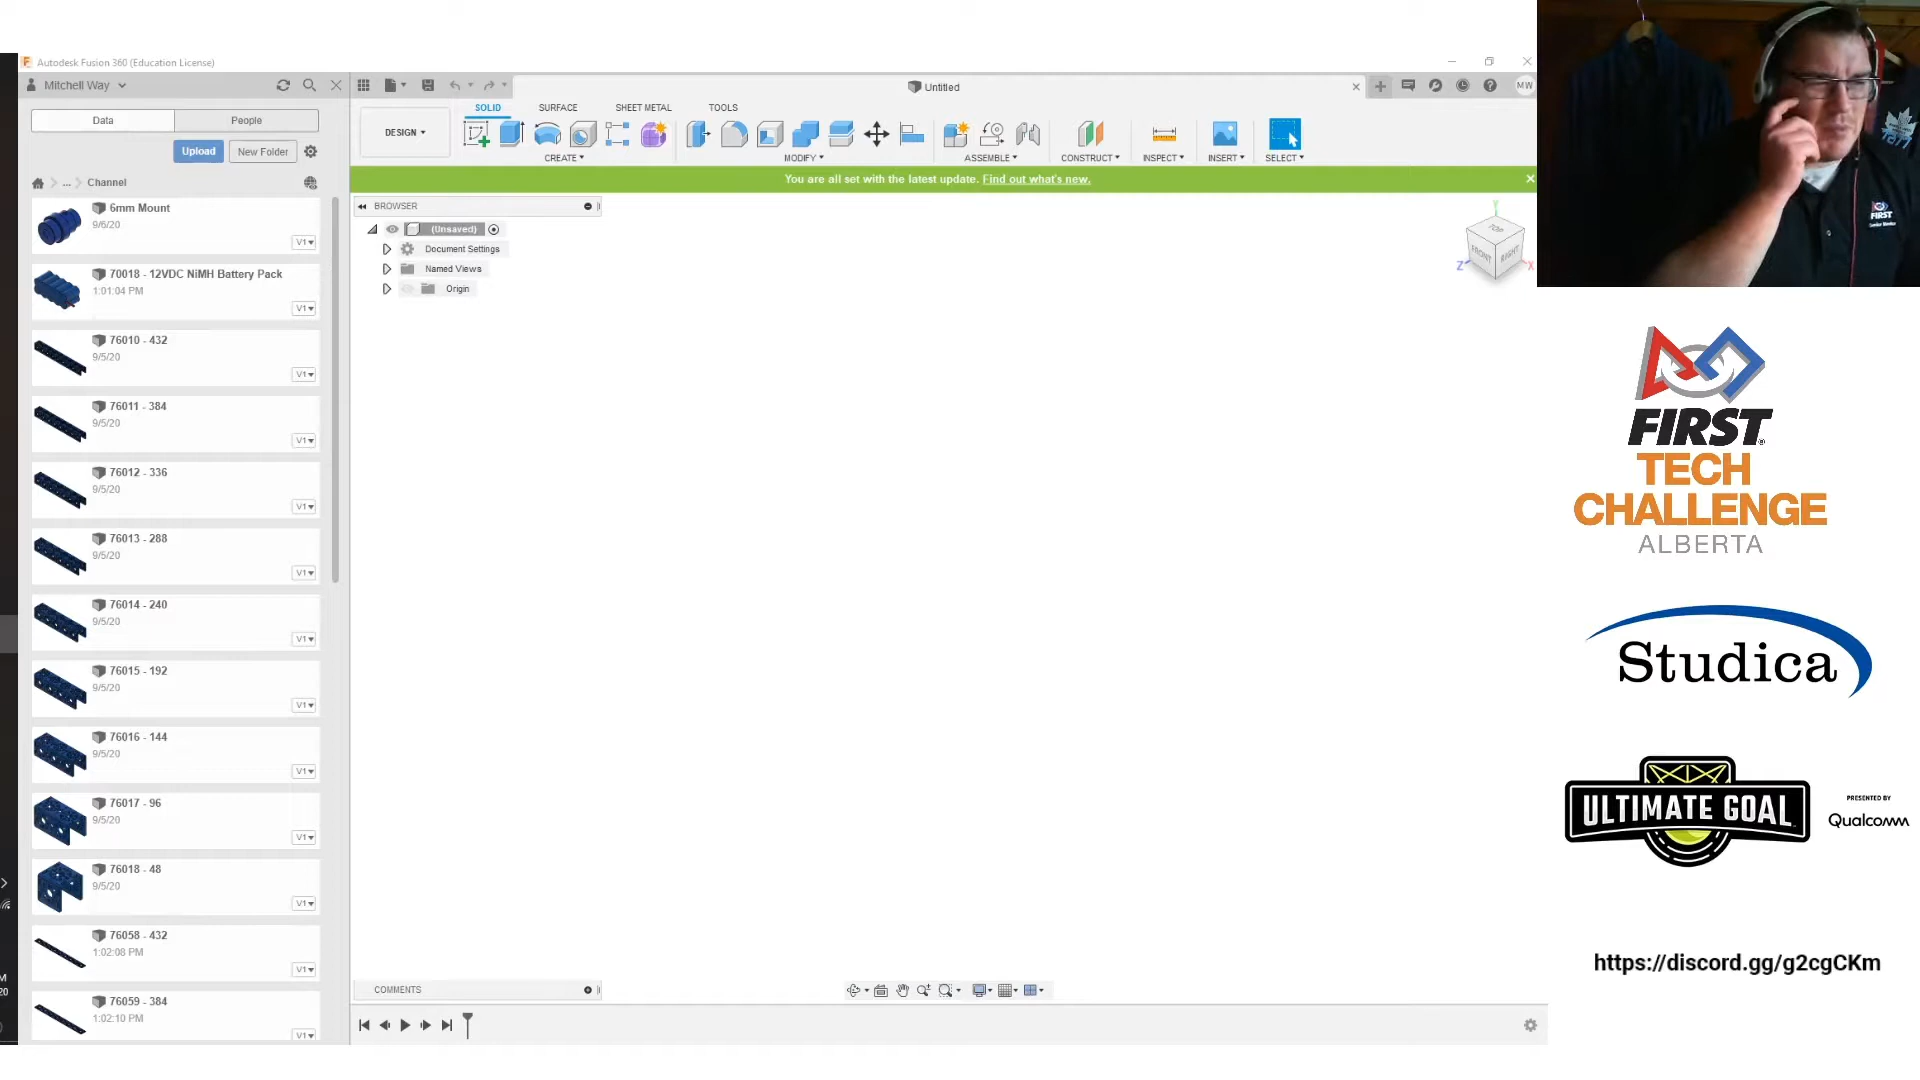 Autodesk Fusion 360 (Education License)
Mitchell Way
Untitled
MW
Data
People
Upload
New Folder
... Channel
6mm Mount
9/6/20
V1
70018 - 12VDC NiMH Battery Pack
1:01:04 PM
V1
76010 - 432
9/5/20
V1
76011 - 384
9/5/20
V1
76012 - 336
9/5/20
V1
76013 - 288
9/5/20
V1
76014 - 240
9/5/20
V1
76015 - 192
9/5/20
V1
76016 - 144
9/5/20
V1
76017 - 96
9/5/20
V1
76018 - 48
9/5/20
V1
76058 - 432
1:02:08 PM
V1
76059 - 384
1:02:10 PM
V1
DESIGN
SOLID
SURFACE
SHEET METAL
TOOLS
CREATE
MODIFY
ASSEMBLE
CONSTRUCT
INSPECT
INSERT
SELECT
You are all set with the latest update. Find out what's new.
BROWSER
(Unsaved)
Document Settings
Named Views
Origin
Y
TOP
FRONT
RIGHT
Z
X
COMMENTS
M
20
FIRST
FIRST
TECH
CHALLENGE
ALBERTA
Studica
ULTIMATE GOAL
PRESENTED BY
Qualcomm
https://discord.gg/g2cgCKm